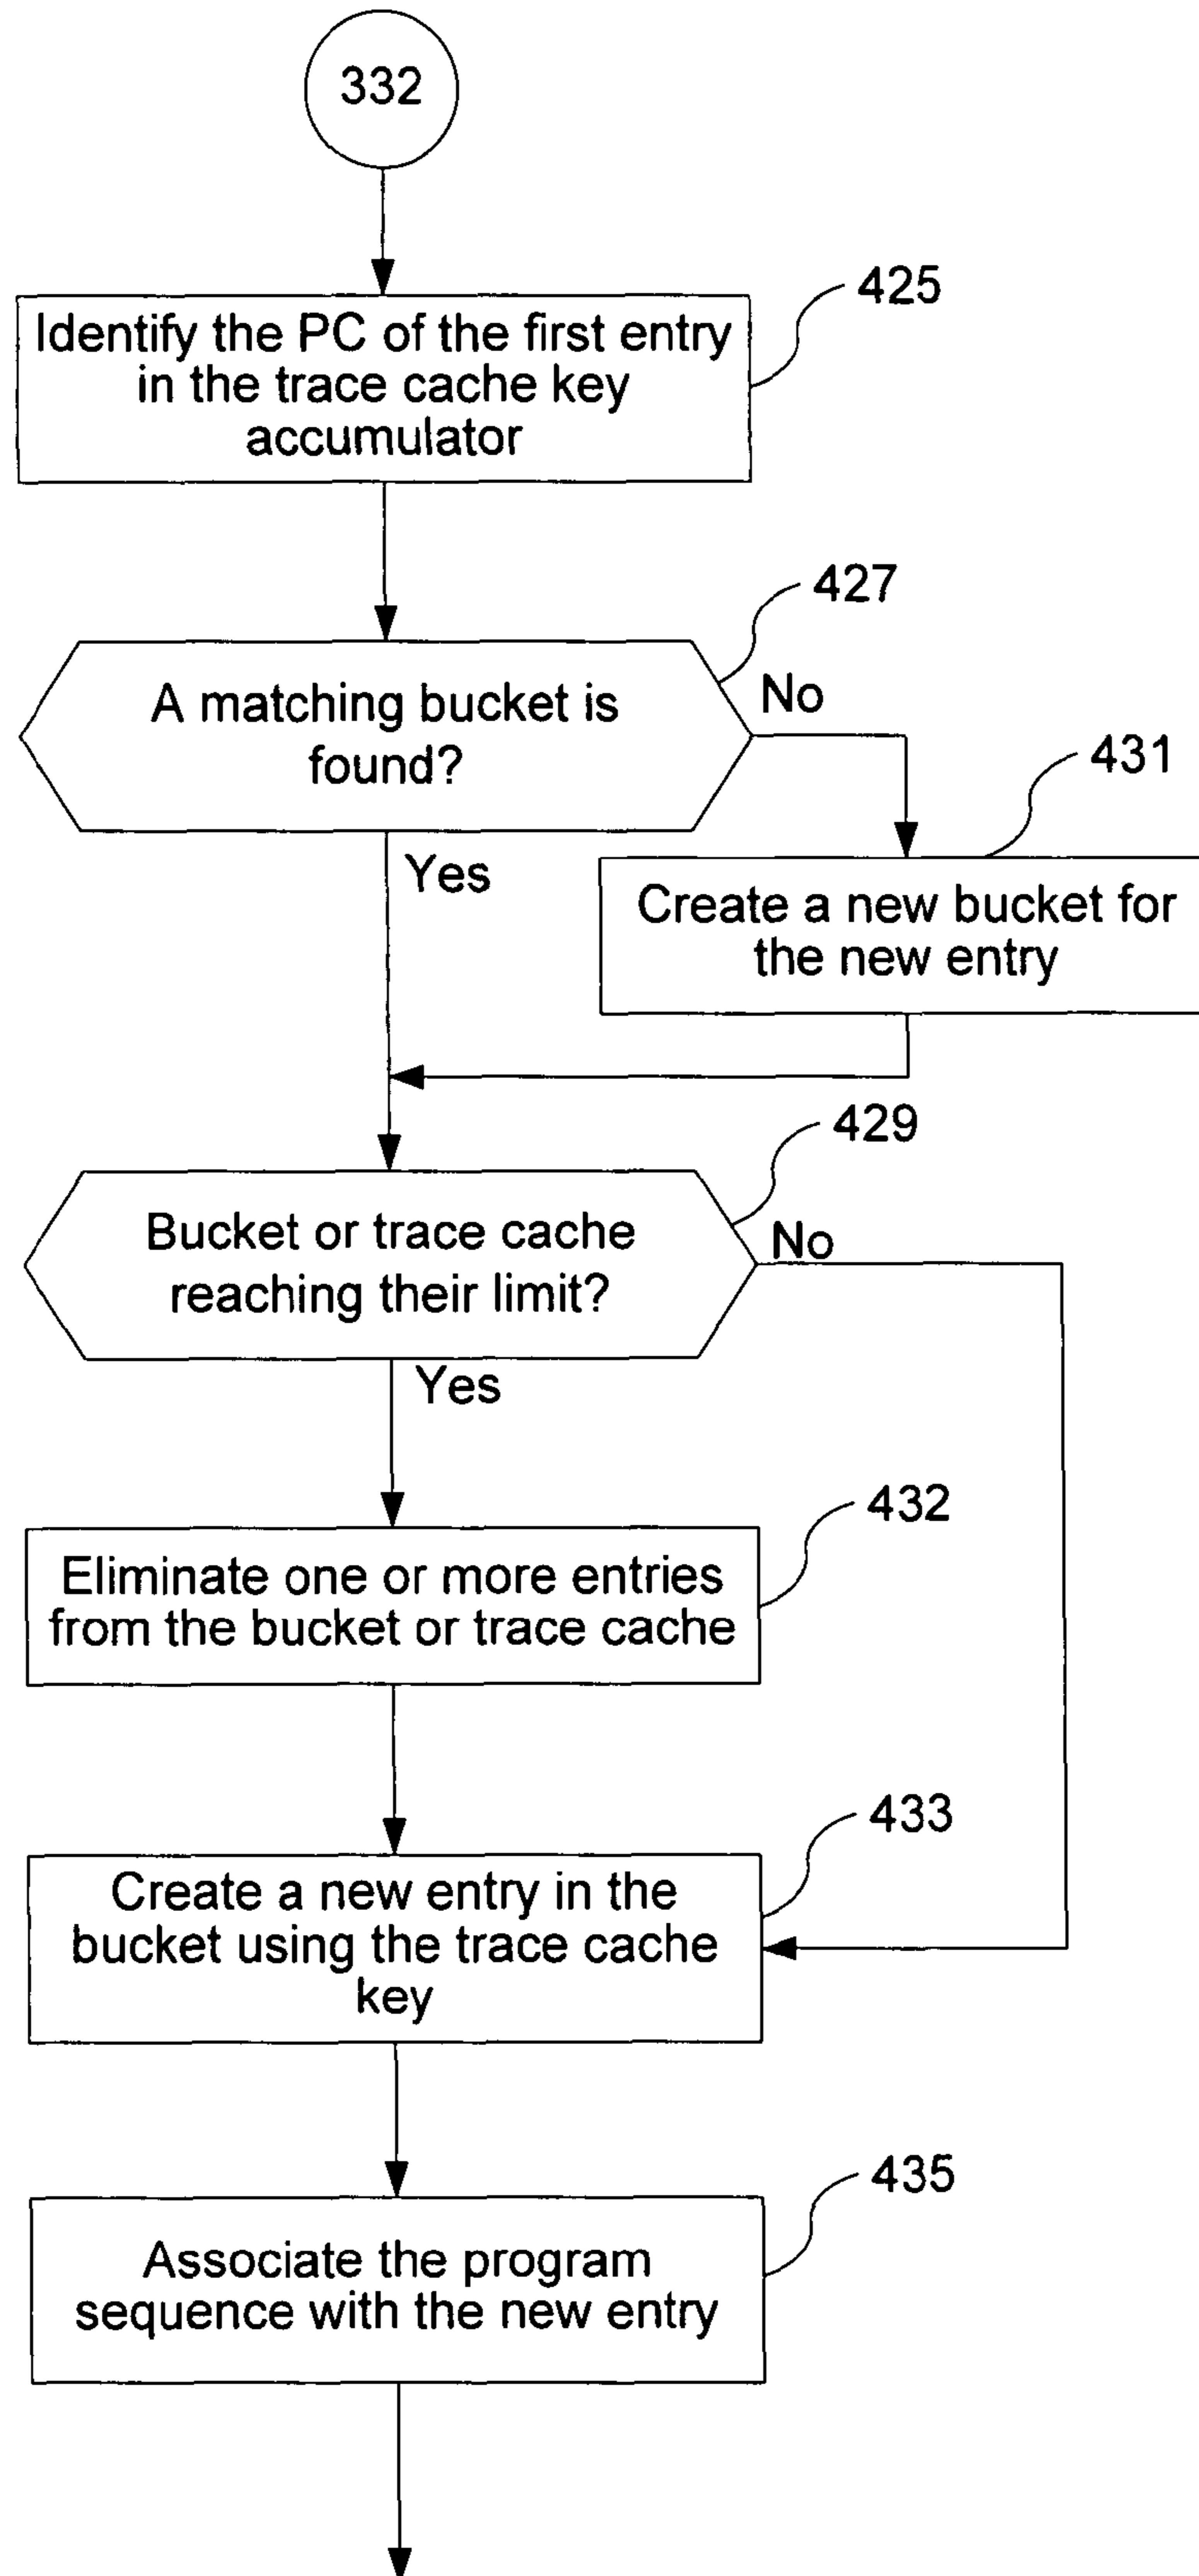 332
425
Identify the PC of the first entry
in the trace cache key
accumulator
427
A matching bucket is
found?
No
431
Yes
Create a new bucket for
the new entry
429
Bucket or trace cache
reaching their limit?
No
Yes
432
Eliminate one or more entries
from the bucket or trace cache
433
Create a new entry in the
bucket using the trace cache
key
435
Associate the program
sequence with the new entry